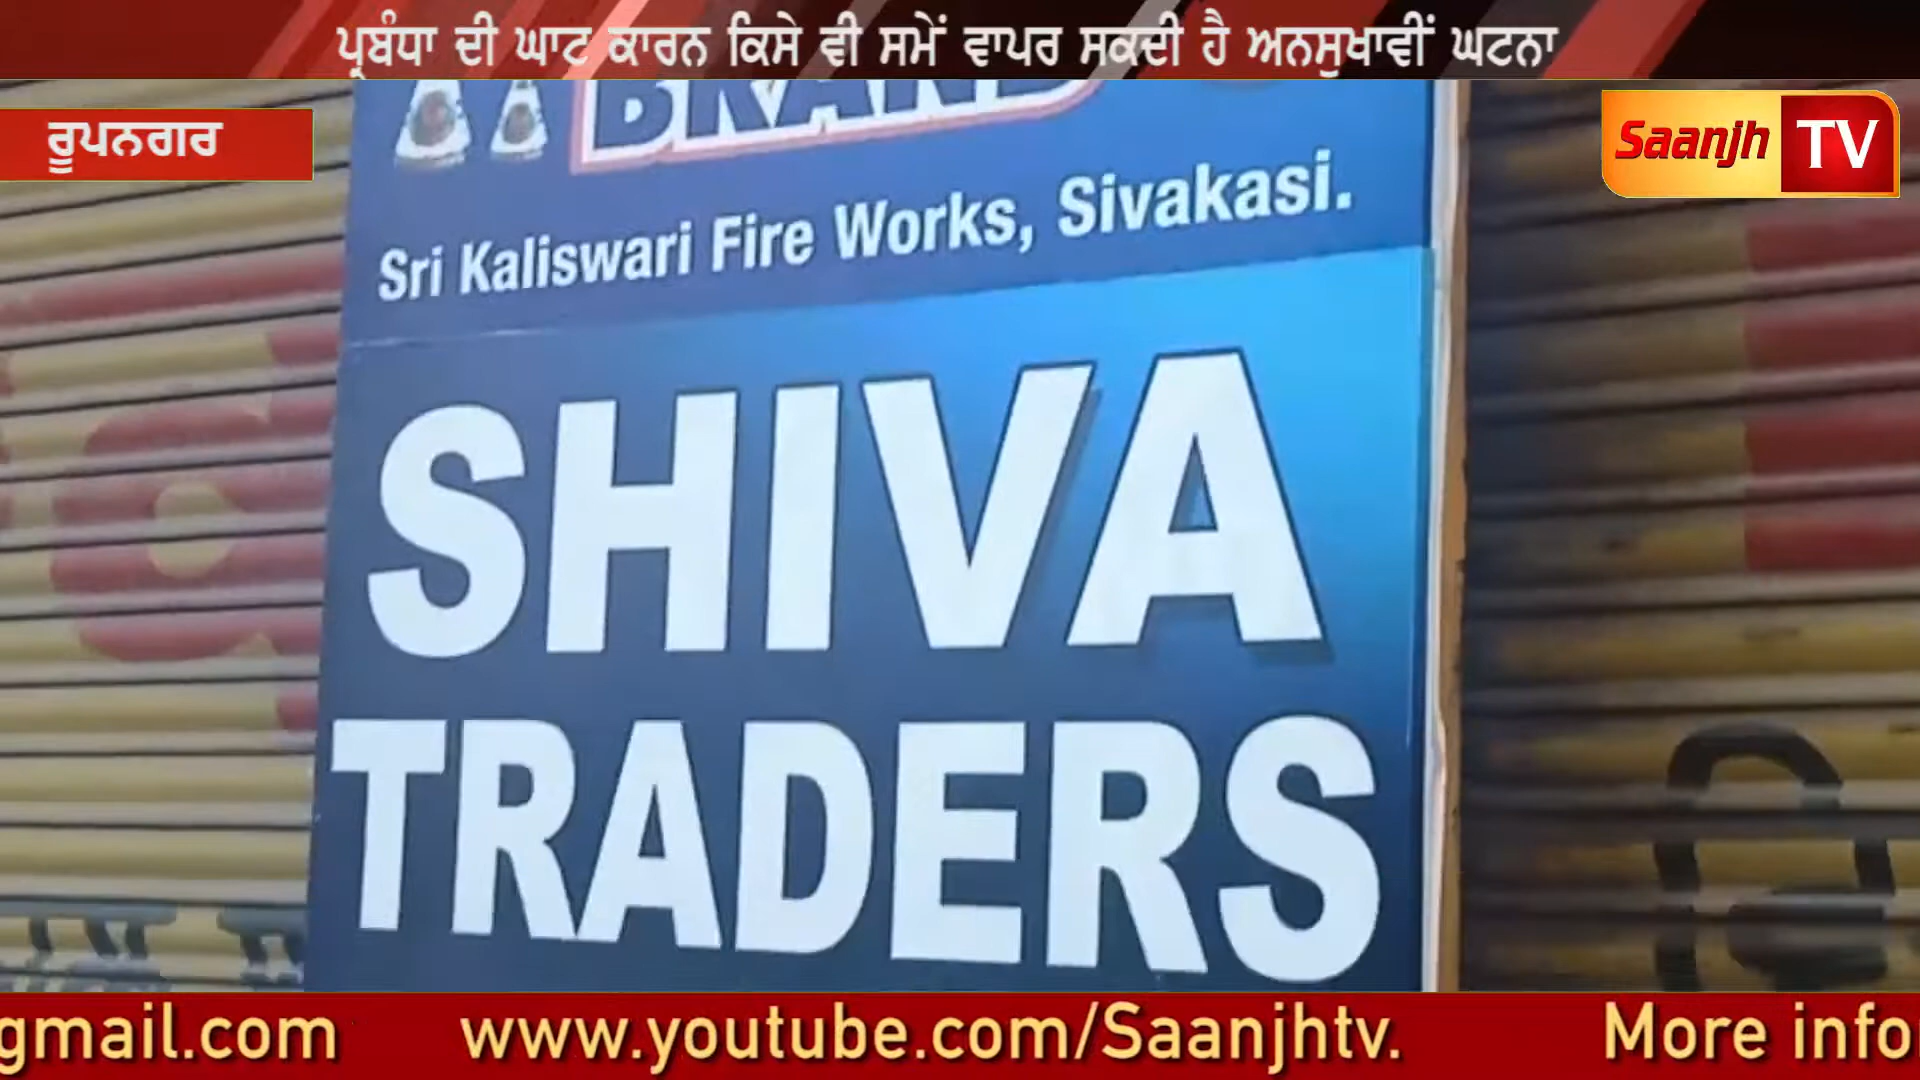 ਪ੍ਰਬੰਧਾ ਦੀ ਘਾਟ ਕਾਰਨ ਕਿਸੇ ਵੀ ਸਮੇਂ ਵਾਪਰ ਸਕਦੀ ਹੈ ਅਨਸੁਖਾਵੀਂ ਘਟਨਾ
ਰੂਪਨਗਰ
Saanjh TV
BRAND
Sri Kaliswari Fire Works, Sivakasi.
SHIVA
TRADERS
gmail.com www.youtube.com/Saanjhtv. More info